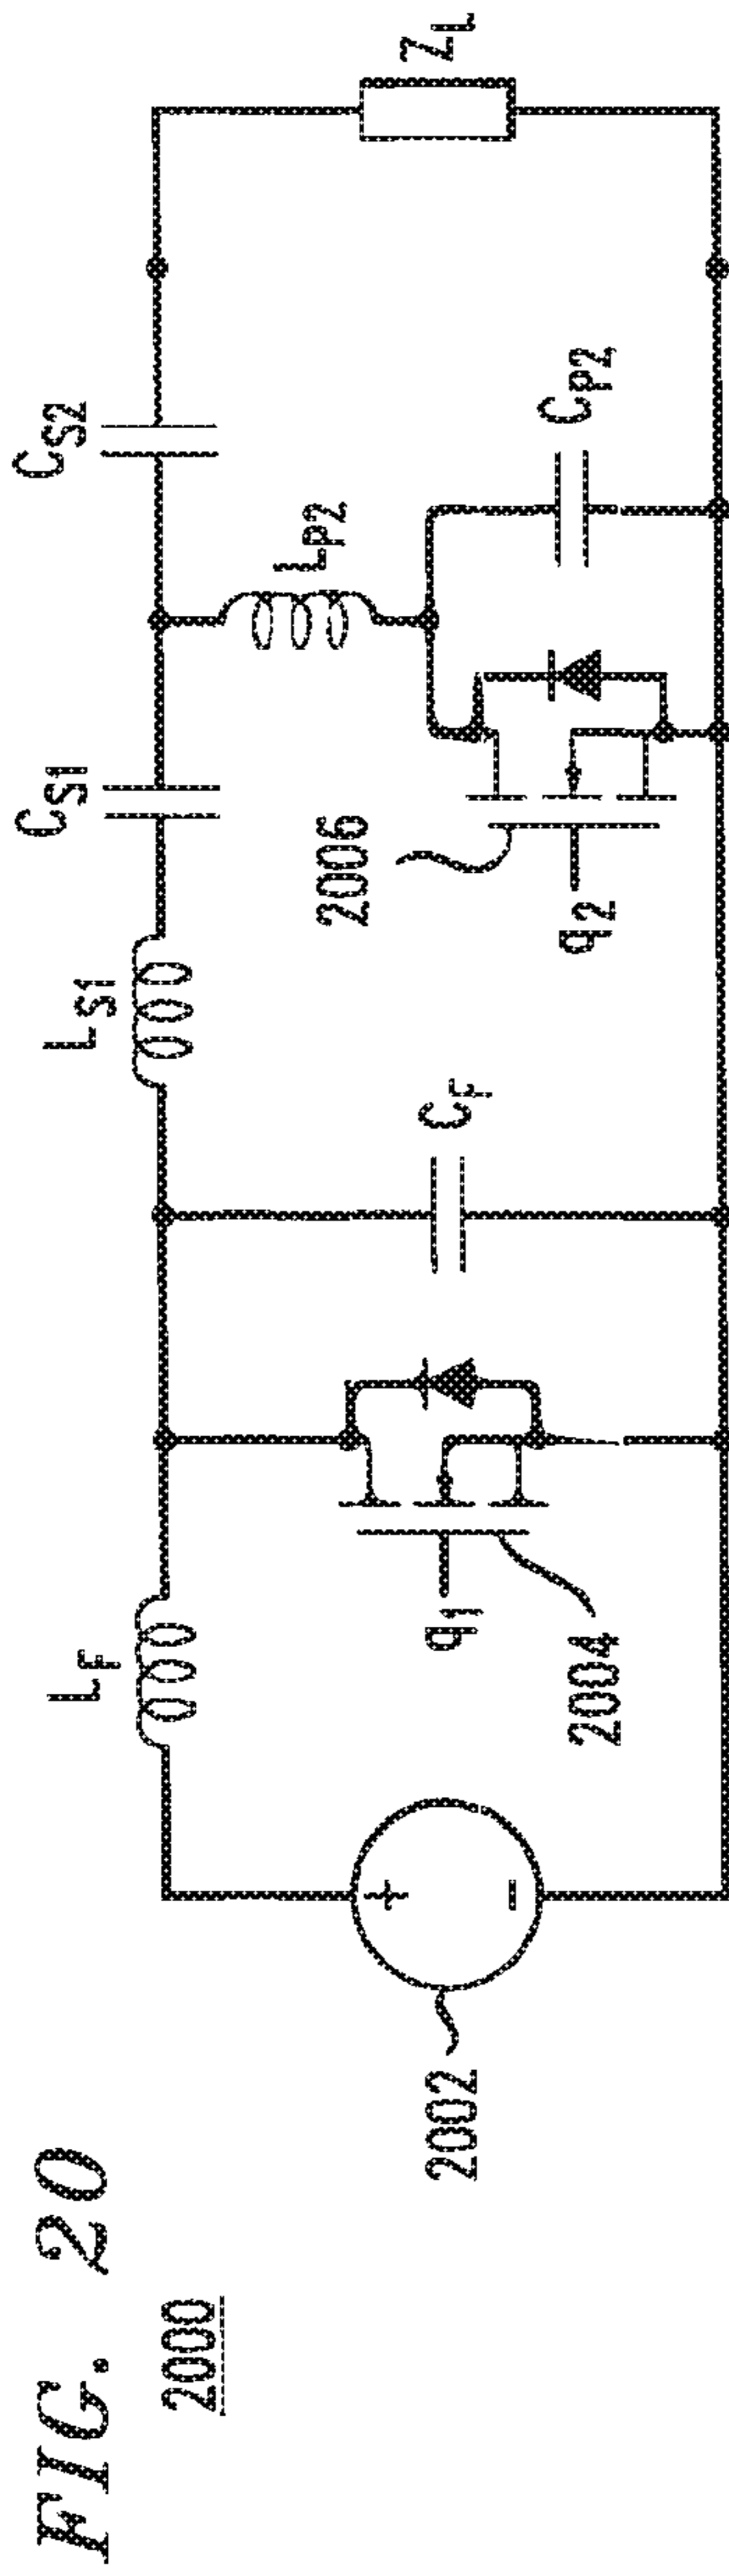 FIG. 20
2000
2002
+
-
L_F
q_1
2004
C_F
L_S1
C_S1
2006
q_2
L_P2
C_P2
C_S2
Z_L